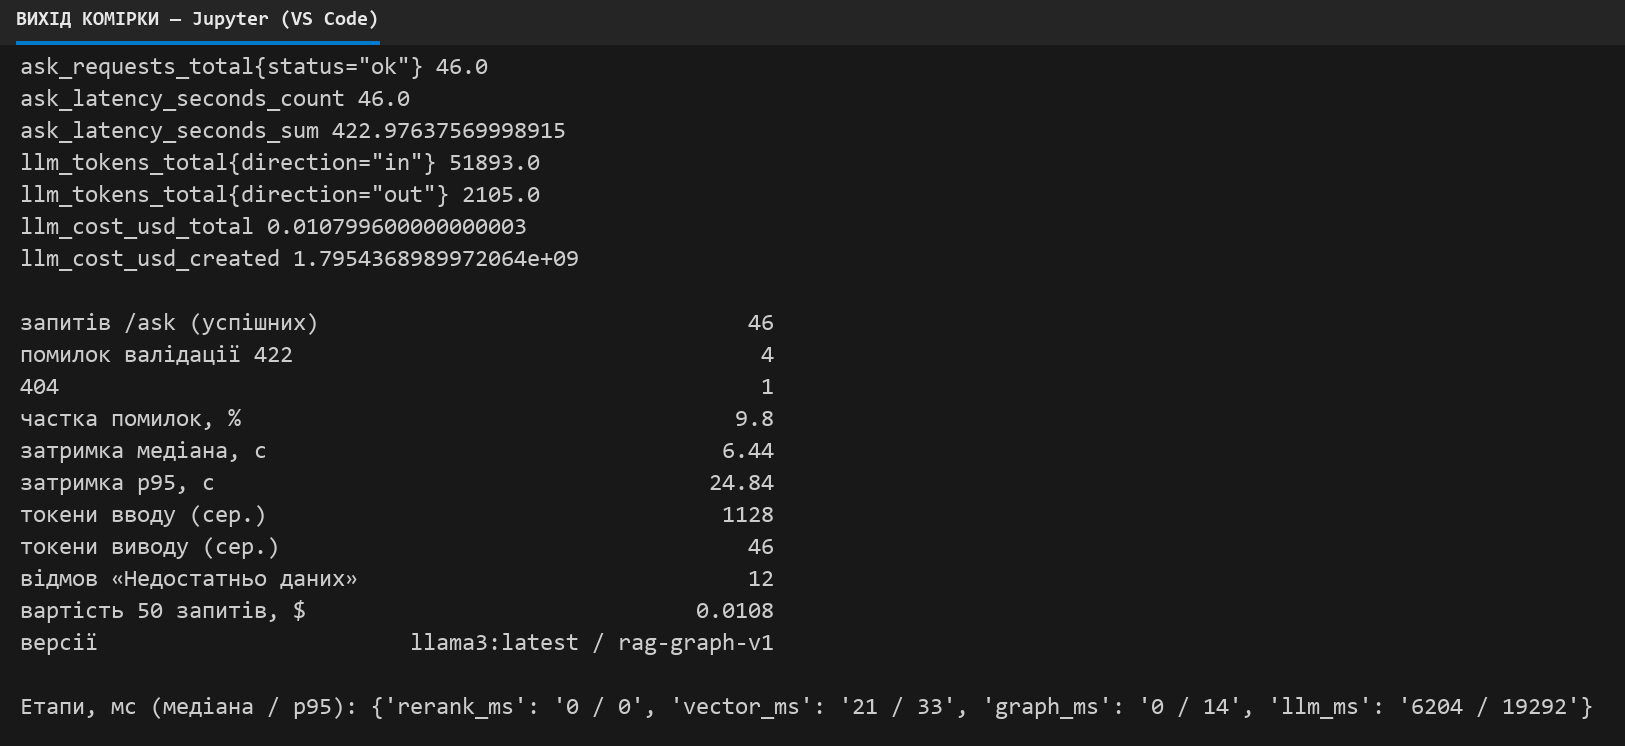 ВИХІД КОМІРКИ — Jupyter (VS Code)
ask_requests_total{status="ok"} 46.0
ask_latency_seconds_count 46.0
ask_latency_seconds_sum 422.97637569998915
llm_tokens_total{direction="in"} 51893.0
llm_tokens_total{direction="out"} 2105.0
llm_cost_usd_total 0.010799600000000003
llm_cost_usd_created 1.7954368989972064e+09
запитів /ask (успішних) 46
помилок валідації 422 4
404 1
частка помилок, % 9.8
затримка медіана, с 6.44
затримка p95, с 24.84
токени вводу (сер.) 1128
токени виводу (сер.) 46
відмов «Недостатньо даних» 12
вартість 50 запитів, $ 0.0108
версії llama3:latest / rag-graph-v1
Етапи, мс (медіана / p95): {'rerank_ms': '0 / 0', 'vector_ms': '21 / 33', 'graph_ms': '0 / 14', 'llm_ms': '6204 / 19292'}